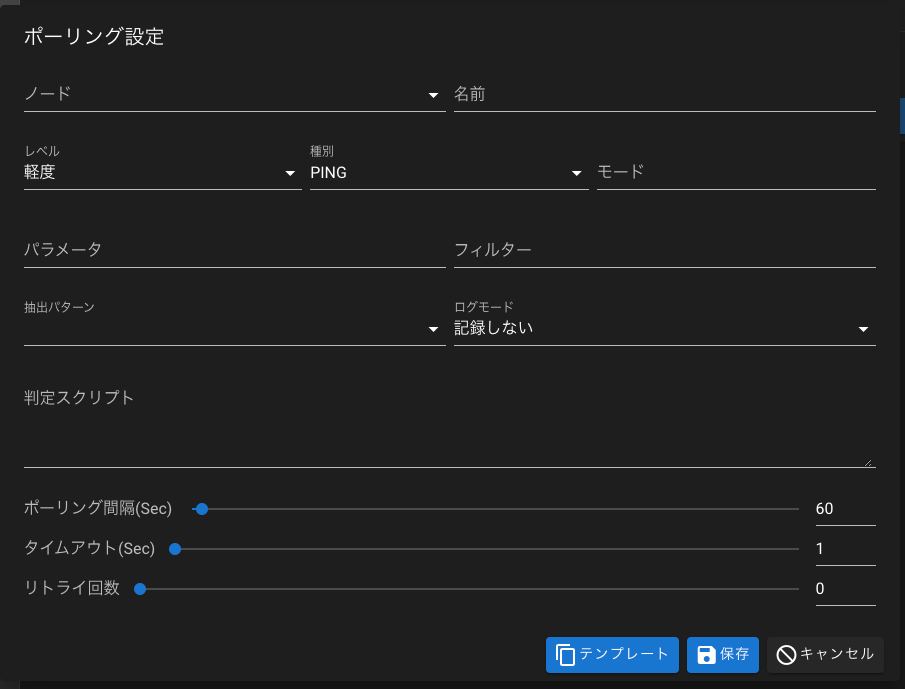 ポーリング設定
ノード 名前
レベル 種別
軽度 PING モード
パラメータ フィルター
抽出パターン ログモード
記録しない
判定スクリプト
ポーリング間隔(Sec) 60
タイムアウト(Sec) 1
リトライ回数 0
テンプレート 保存 キャンセル